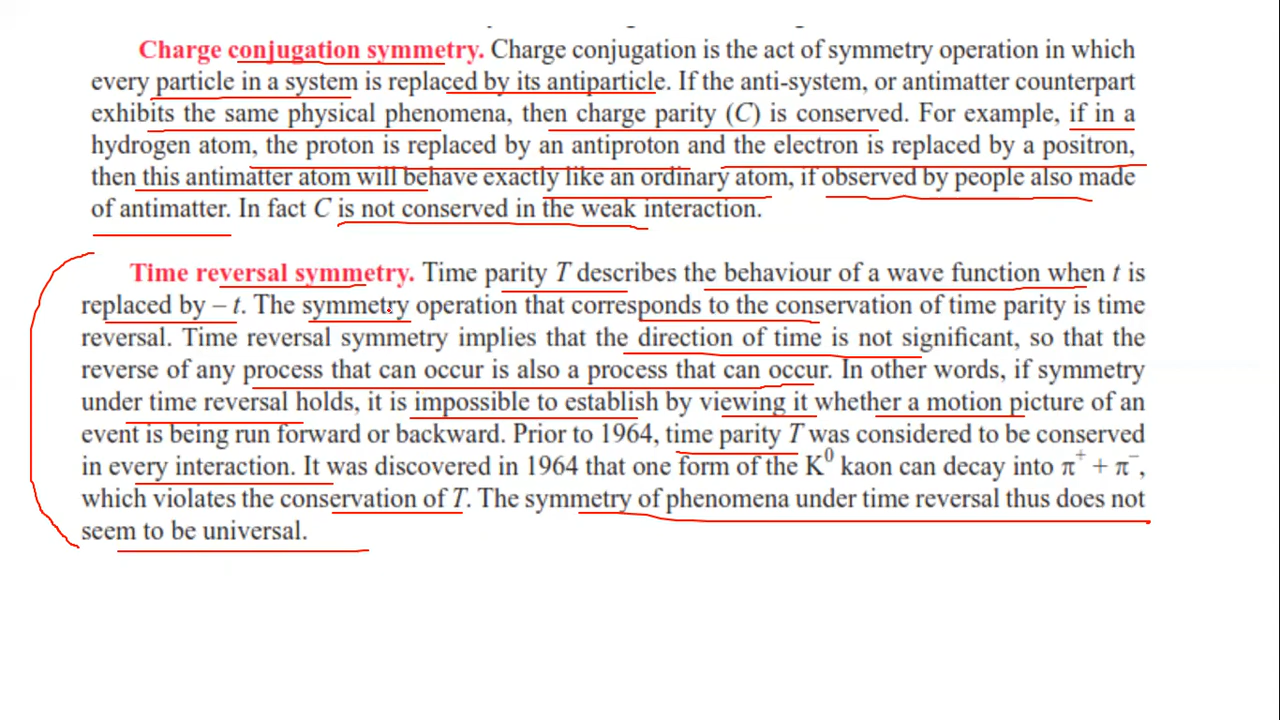 Charge conjugation symmetry. Charge conjugation is the act of symmetry operation in which
every particle in a system is replaced by its antiparticle. If the anti-system, or antimatter counterpart
exhibits the same physical phenomena, then charge parity (C) is conserved. For example, if in a
hydrogen atom, the proton is replaced by an antiproton and the electron is replaced by a positron,
then this antimatter atom will behave exactly like an ordinary atom, if observed by people also made
of antimatter. In fact C is not conserved in the weak interaction.
Time reversal symmetry. Time parity T describes the behaviour of a wave function when t is
replaced by – t. The symmetry operation that corresponds to the conservation of time parity is time
reversal. Time reversal symmetry implies that the direction of time is not significant, so that the
reverse of any process that can occur is also a process that can occur. In other words, if symmetry
under time reversal holds, it is impossible to establish by viewing it whether a motion picture of an
event is being run forward or backward. Prior to 1964, time parity T was considered to be conserved
in every interaction. It was discovered in 1964 that one form of the K⁰ kaon can decay into π⁺ + π⁻,
which violates the conservation of T. The symmetry of phenomena under time reversal thus does not
seem to be universal.